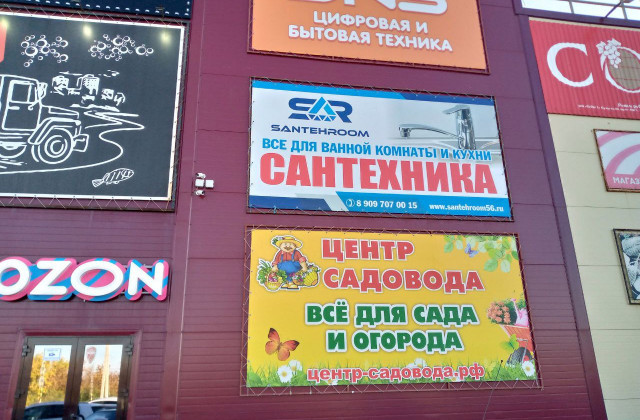 ЦИФРОВАЯ И
БЫТОВАЯ ТЕХНИКА
SANTEHROOM
ВСЕ ДЛЯ ВАННОЙ КОМНАТЫ И КУХНИ
САНТЕХНИКА
8 909 707 00 15 www.santehroom56.ru
OZON
ЦЕНТР
САДОВОДА
ВСЁ ДЛЯ САДА
И ОГОРОДА
центр-садовода.рф